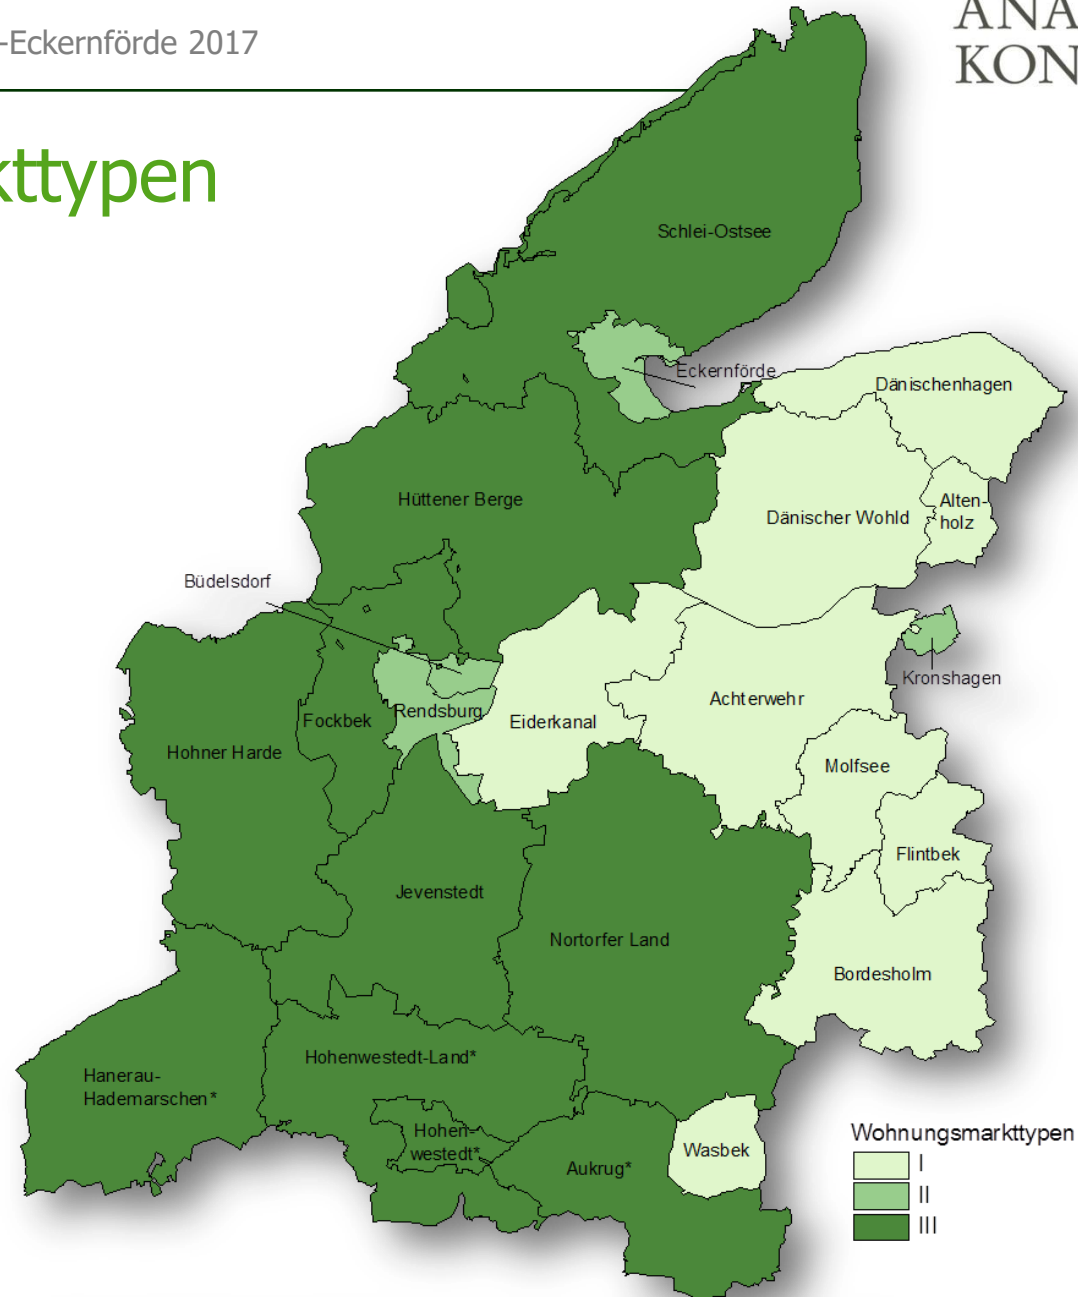 -Eckernförde 2017
ANA
KON
kttypen
Schlei-Ostsee
Eckernförde
Dänischenhagen
Hüttener Berge
Dänischer Wohld
Alten-
holz
Büdelsdorf
Kronshagen
Achterwehr
Rendsburg
Fockbek
Eiderkanal
Hohner Harde
Molfsee
Flintbek
Jevenstedt
Nortorfer Land
Bordesholm
Hohenwestedt-Land*
Hanerau-
Hademarschen*
Hohen-
westedt*
Aukrug*
Wasbek
Wohnungsmarkttypen
I
II
III